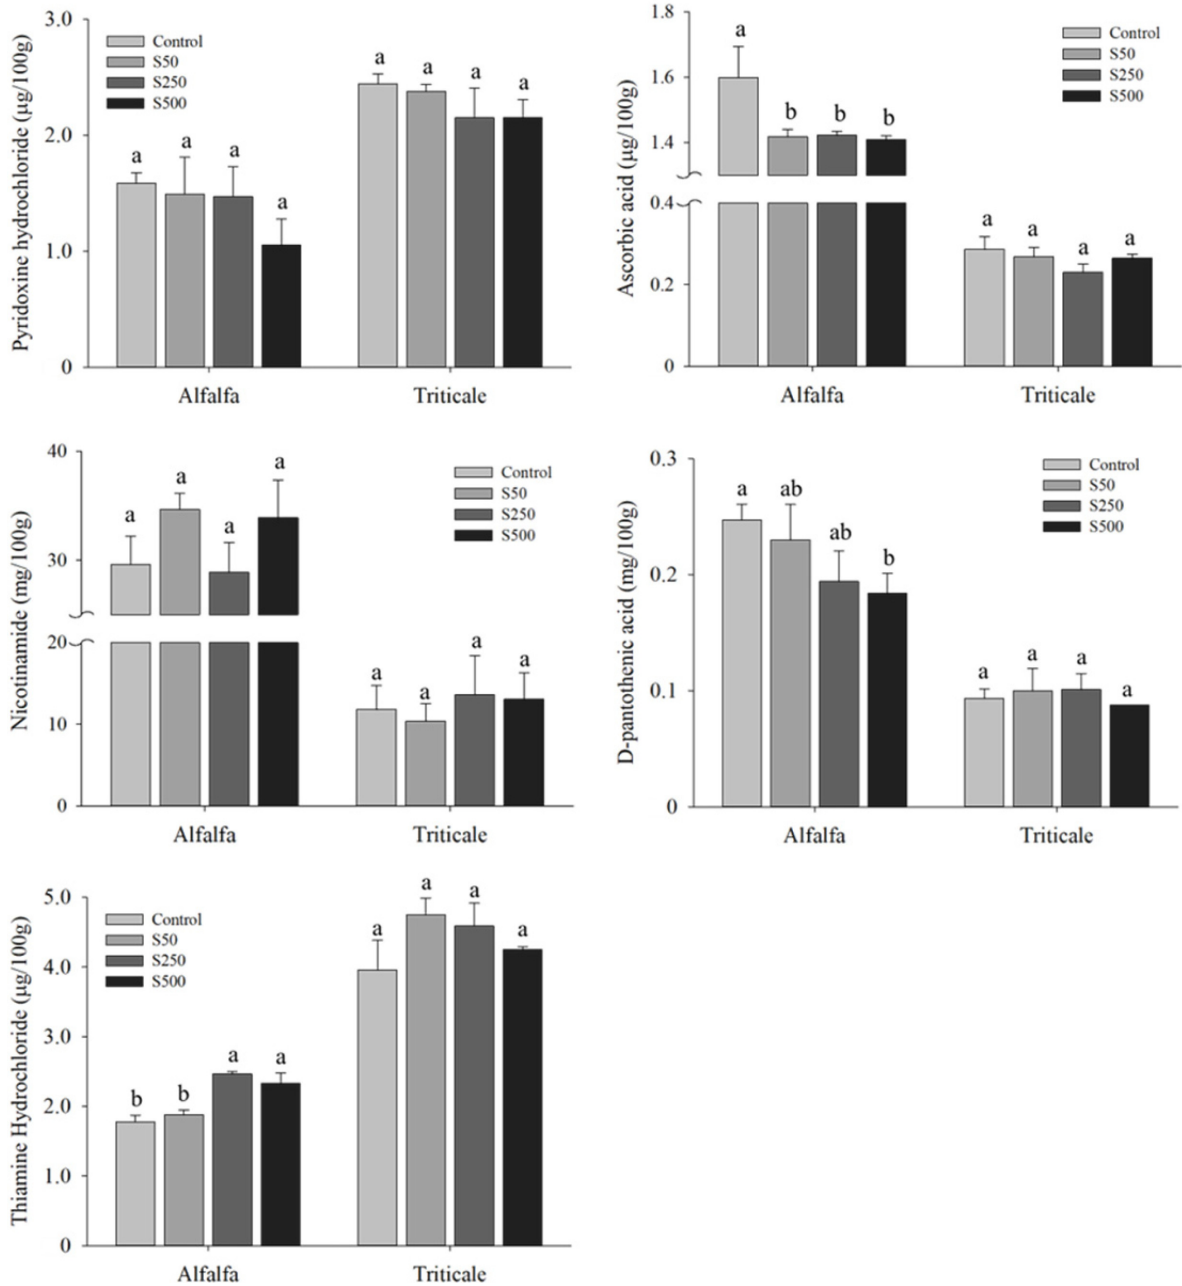 Pyridoxine hydrochloride (µg/100g)
3.0
2.0
1.0
0
Control
S50
S250
S500
a
a
a
a
a
a
a
a
Alfalfa
Triticale
Ascorbic acid (µg/100g)
1.8
1.6
1.4
0.4
0.2
0
Control
S50
S250
S500
a
b
b
b
a
a
a
a
Alfalfa
Triticale
Nicotinamide (mg/100g)
40
30
20
10
0
Control
S50
S250
S500
a
a
a
a
a
a
a
a
Alfalfa
Triticale
D-pantothenic acid (mg/100g)
0.3
0.2
0.1
0
Control
S50
S250
S500
a
ab
ab
b
a
a
a
a
Alfalfa
Triticale
Thiamine Hydrochloride (µg/100g)
5.0
4.0
3.0
2.0
1.0
0
Control
S50
S250
S500
b
b
a
a
a
a
a
a
Alfalfa
Triticale